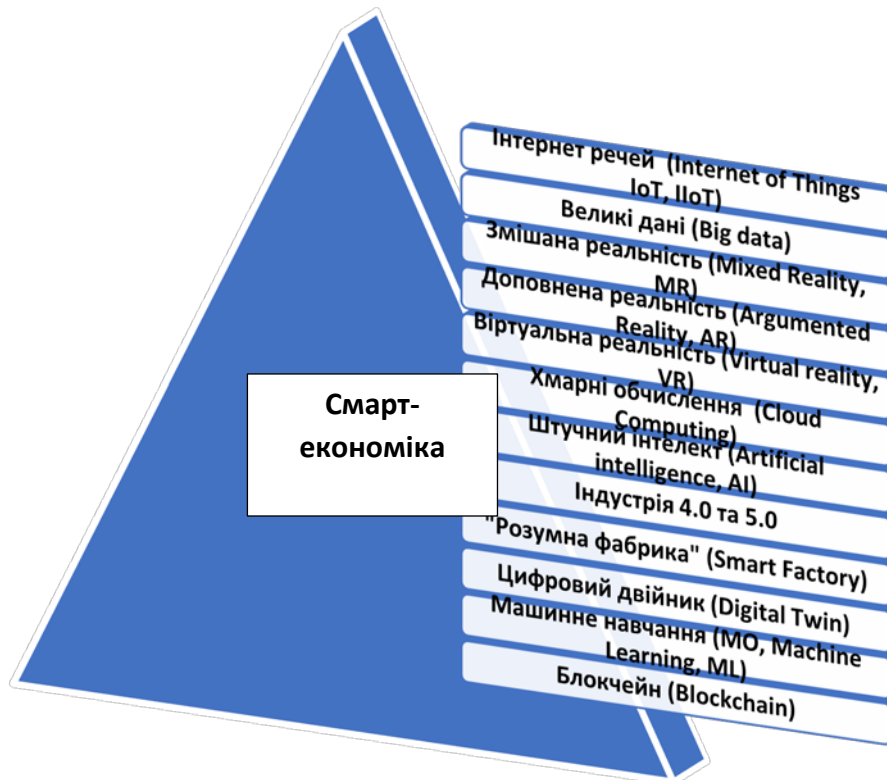 Інтернет речей (Internet of Things
IoT, IIoT)
Великі дані (Big data)
Змішана реальність (Mixed Reality,
MR)
Доповнена реальність (Argumented
Reality, AR)
Віртуальна реальність (Virtual reality,
VR)
Хмарні обчислення (Cloud
Computing)
Штучний інтелект (Artificial
intelligence, AI)
Індустрія 4.0 та 5.0
"Розумна фабрика" (Smart Factory)
Цифровий двійник (Digital Twin)
Машинне навчання (МО, Machine
Learning, ML)
Блокчейн (Blockchain)
Смарт-
економіка